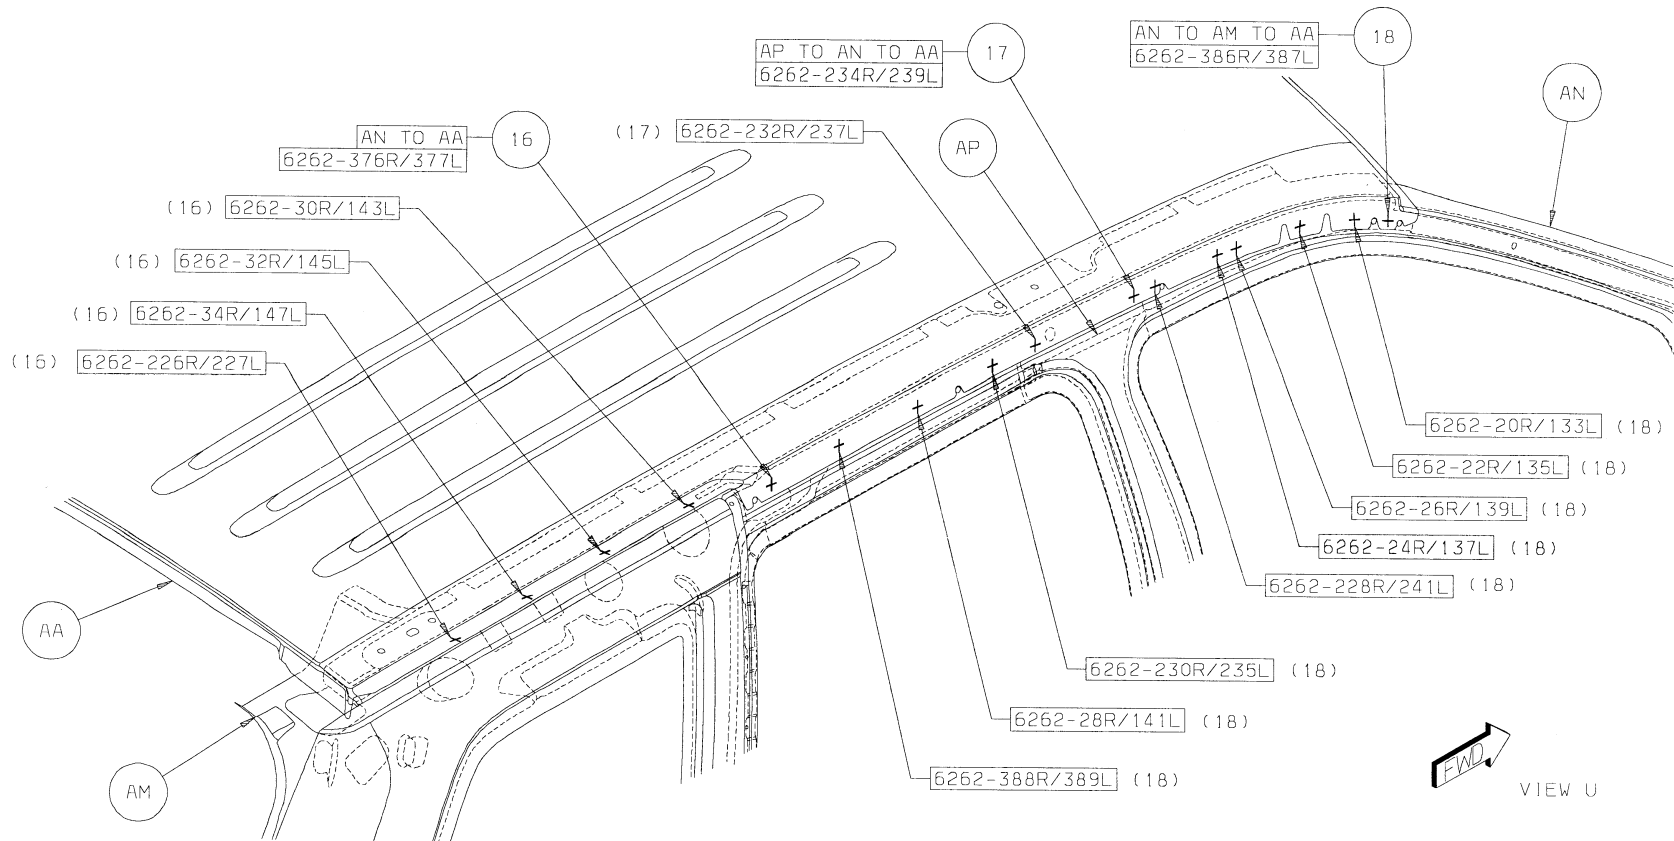 AN TO AM TO AA
6262-386R/387L
18
AP TO AN TO AA
6262-234R/239L
17
AN
AN TO AA
6262-376R/377L
16
(17) 6262-232R/237L
AP
(16) 6262-30R/143L
(16) 6262-32R/145L
(16) 6262-34R/147L
(16) 6262-226R/227L
6262-20R/133L (18)
6262-22R/135L (18)
6262-26R/139L (18)
6262-24R/137L (18)
6262-228R/241L (18)
AA
6262-230R/235L (18)
6262-28R/141L (18)
6262-388R/389L (18)
AM
FWD
VIEW U